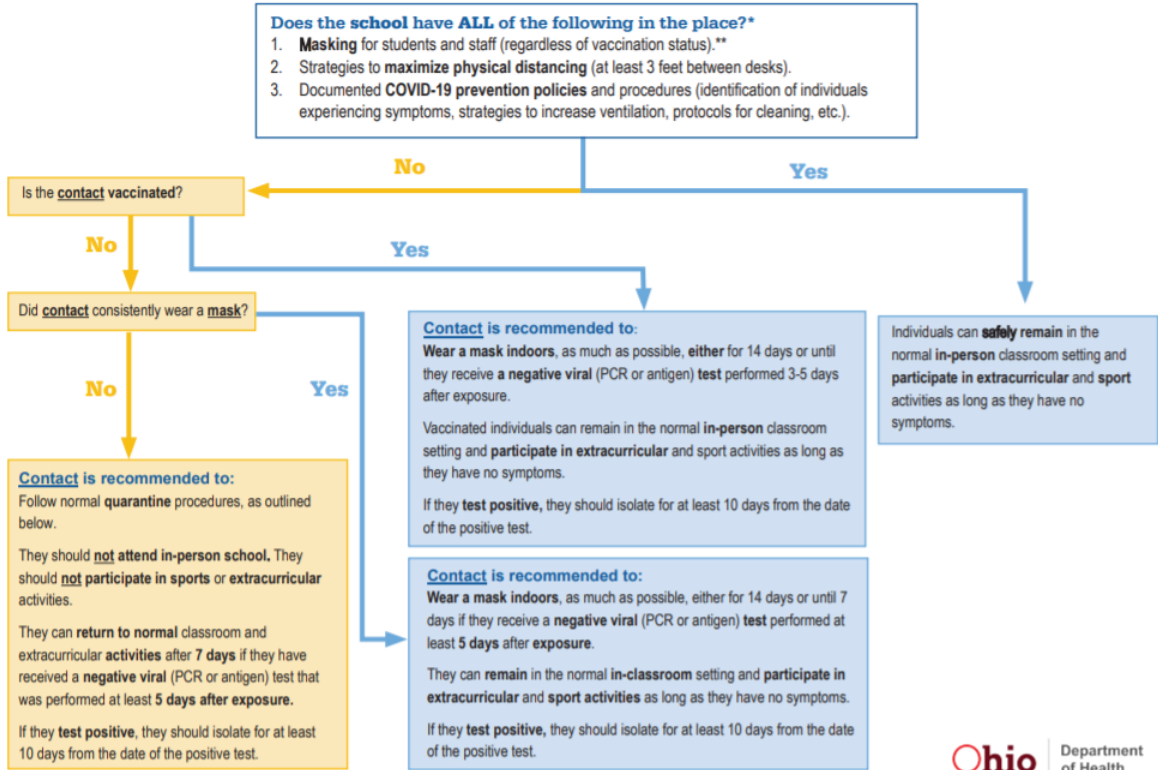 Does the school have ALL of the following in the place?*
1. Masking for students and staff (regardless of vaccination status).**
2. Strategies to maximize physical distancing (at least 3 feet between desks).
3. Documented COVID-19 prevention policies and procedures (identification of individuals
experiencing symptoms, strategies to increase ventilation, protocols for cleaning, etc.).
No
Yes
Is the contact vaccinated?
No
Yes
Did contact consistently wear a mask?
No
Yes
Contact is recommended to:
Wear a mask indoors, as much as possible, either for 14 days or until
they receive a negative viral (PCR or antigen) test performed 3-5 days
after exposure.
Vaccinated individuals can remain in the normal in-person classroom
setting and participate in extracurricular and sport activities as long as
they have no symptoms.
If they test positive, they should isolate for at least 10 days from the date
of the positive test.
Individuals can safely remain in the
normal in-person classroom setting and
participate in extracurricular and sport
activities as long as they have no
symptoms.
Contact is recommended to:
Follow normal quarantine procedures, as outlined
below.
They should not attend in-person school. They
should not participate in sports or extracurricular
activities.
They can return to normal classroom and
extracurricular activities after 7 days if they have
received a negative viral (PCR or antigen) test that
was performed at least 5 days after exposure.
If they test positive, they should isolate for at least
10 days from the date of the positive test.
Contact is recommended to:
Wear a mask indoors, as much as possible, either for 14 days or until 7
days if they receive a negative viral (PCR or antigen) test performed at
least 5 days after exposure.
They can remain in the normal in-classroom setting and participate in
extracurricular and sport activities as long as they have no symptoms.
If they test positive, they should isolate for at least 10 days from the date
of the positive test.
Ohio
Department
of Health